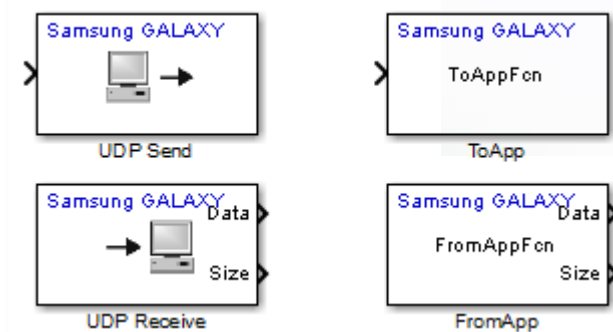 Samsung GALAXY
UDP Send
Samsung GALAXY
ToAppFcn
ToApp
Samsung GALAXY
Data
Size
UDP Receive
Samsung GALAXY
Data
FromAppFcn
Size
FromApp